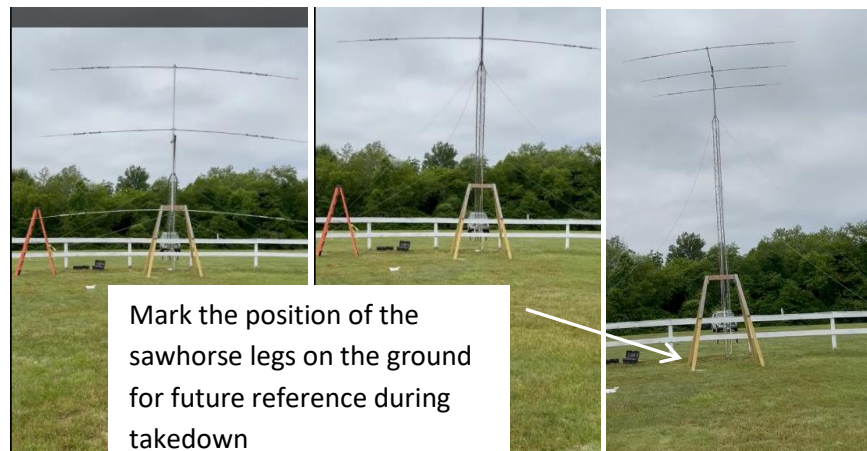 Mark the position of the
sawhorse legs on the ground
for future reference during
takedown